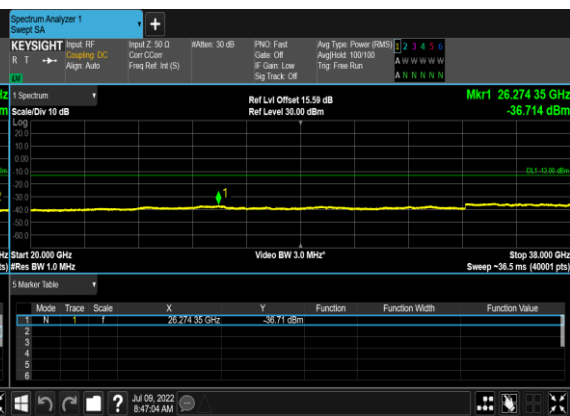 Spectrum Analyzer 1
Swept SA
+
KEYSIGHT
R T
Input: RF
Coupling: DC
Align: Auto
Input Z: 50 Ω
Corr CCorr
Freq Ref: Int (S)
#Atten: 30 dB
PNO: Fast
Gate: Off
IF Gain: Low
Sig Track: Off
Avg Type: Power (RMS)
Avg|Hold: 100/100
Trig: Free Run
1 2 3 4 5 6
A W W W W W
A N N N N N
Hz
1 Spectrum
Ref Lvl Offset 15.59 dB
Mkr1 26.274 35 GHz
m
Scale/Div 10 dB
Ref Level 30.00 dBm
-36.714 dBm
Log
20.0
10.0
0.00
-10.0
DL1 -13.00 dBm
-20.0
1
-30.0
-40.0
-50.0
-60.0
Hz
Start 20.000 GHz
Video BW 3.0 MHz*
Stop 38.000 GHz
ts)
#Res BW 1.0 MHz
Sweep ~36.5 ms (40001 pts)
5 Marker Table
Mode Trace Scale X Y Function Function Width Function Value
1 N 1 f 26.274 35 GHz -36.71 dBm
2
3
4
5
6
?
Jul 09, 2022
8:47:04 AM